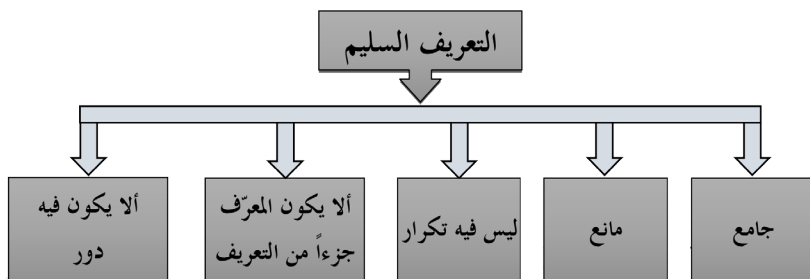 التعريف السليم
جامع
مانع
ليس فيه تكرار
ألا يكون المعرّف
جزءاً من التعريف
ألا يكون فيه
دور